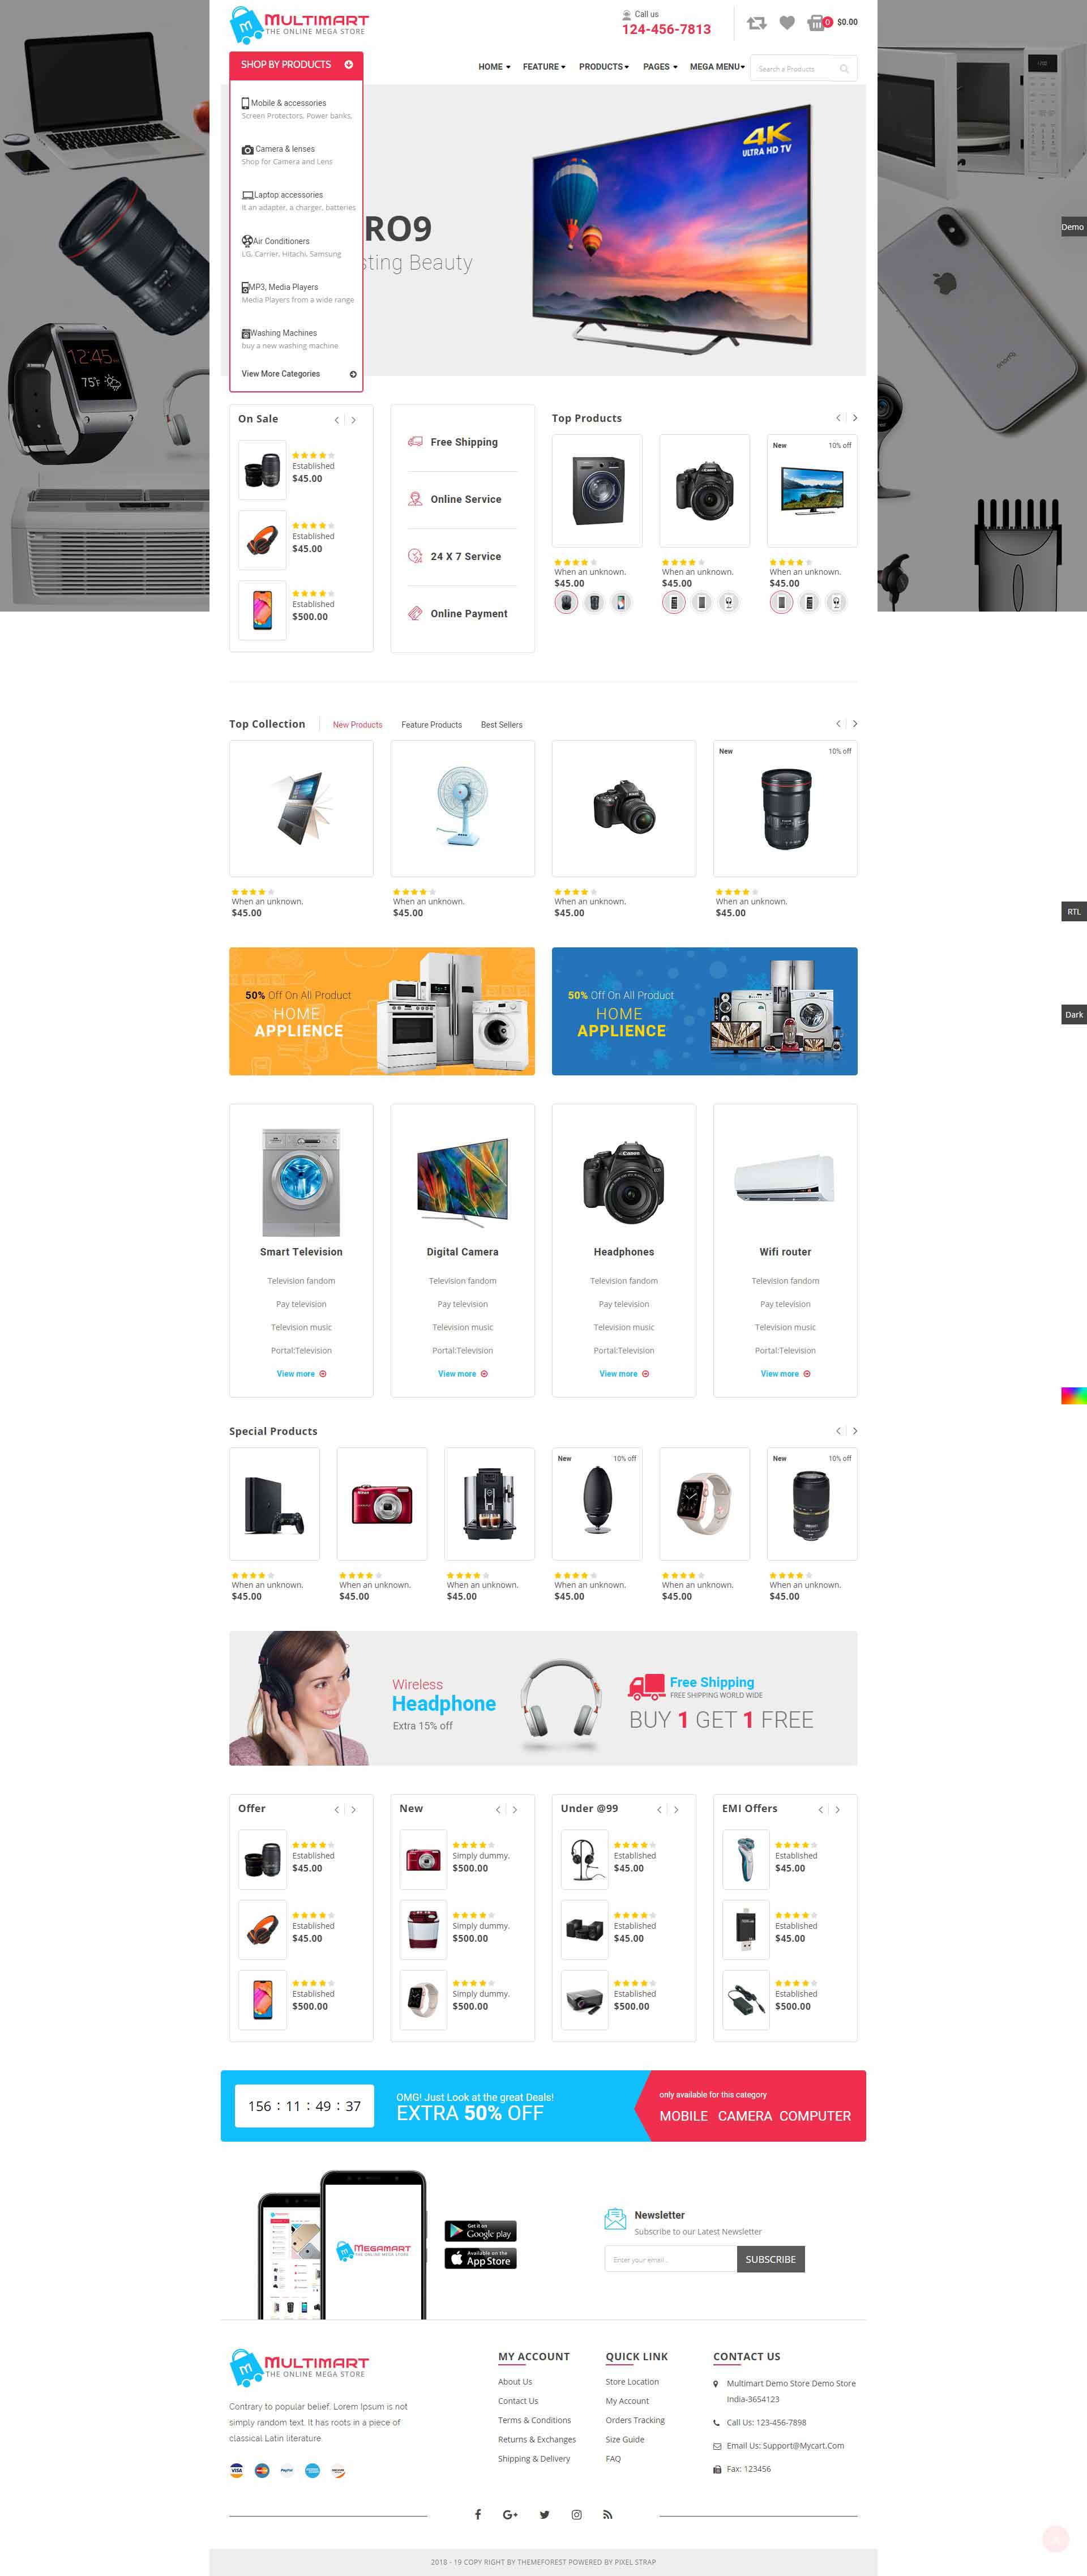 MULTIMART
THE ONLINE MEGA STORE
Call us
124-456-7813
0 $0.00
SHOP BY PRODUCTS
HOME
FEATURE
PRODUCTS
PAGES
MEGA MENU
Search a Products
Mobile & accessories
Screen Protectors, Power banks,
Camera & lenses
Shop for Camera and Lens
Laptop accessories
It an adapter, a charger, batteries
Air Conditioners
LG, Carrier, Hitachi, Samsung
MP3, Media Players
Media Players from a wide range
Washing Machines
buy a new washing machine
View More Categories
RO9
sting Beauty
4K
ULTRA HD TV
SONY
12:45
75°F
Demo
On Sale
Established
$45.00
Established
$45.00
Established
$500.00
Free Shipping
Online Service
24 X 7 Service
Online Payment
Top Products
New 10% off
When an unknown.
$45.00
When an unknown.
$45.00
When an unknown.
$45.00
Top Collection
New Products
Feature Products
Best Sellers
New 10% off
When an unknown.
$45.00
When an unknown.
$45.00
When an unknown.
$45.00
When an unknown.
$45.00
RTL
50% Off On All Product
HOME
APPLIENCE
50% Off On All Product
HOME
APPLIENCE
Dark
Canon
Smart Television
Television fandom
Pay television
Television music
Portal:Television
View more
Digital Camera
Television fandom
Pay television
Television music
Portal:Television
View more
Headphones
Television fandom
Pay television
Television music
Portal:Television
View more
Wifi router
Television fandom
Pay television
Television music
Portal:Television
View more
Special Products
New 10% off
New 10% off
When an unknown.
$45.00
When an unknown.
$45.00
When an unknown.
$45.00
When an unknown.
$45.00
When an unknown.
$45.00
When an unknown.
$45.00
Wireless
Headphone
Extra 15% off
Free Shipping
FREE SHIPPING WORLD WIDE
BUY 1 GET 1 FREE
Offer
Established
$45.00
Established
$45.00
Established
$500.00
New
Simply dummy.
$500.00
Simply dummy.
$500.00
Simply dummy.
$500.00
Under @99
Established
$45.00
Established
$45.00
Established
$500.00
EMI Offers
Established
$45.00
Established
$45.00
Established
$500.00
156 : 11 : 49 : 37
OMG! Just Look at the great Deals!
EXTRA 50% OFF
only available for this category
MOBILE CAMERA COMPUTER
MEGAMART
THE ONLINE MEGA STORE
Get it on
Google play
Available on the
App Store
Newsletter
Subscribe to our Latest Newsletter
Enter your email..
SUBSCRIBE
MULTIMART
THE ONLINE MEGA STORE
Contrary to popular belief, Lorem Ipsum is not
simply random text. It has roots in a piece of
classical Latin literature.
VISA
PayPal
MY ACCOUNT
About Us
Contact Us
Terms & Conditions
Returns & Exchanges
Shipping & Delivery
QUICK LINK
Store Location
My Account
Orders Tracking
Size Guide
FAQ
CONTACT US
Multimart Demo Store Demo Store
India-3654123
Call Us: 123-456-7898
Email Us: Support@Mycart.Com
Fax: 123456
2018 - 19 COPY RIGHT BY THEMEFOREST POWERED BY PIXEL STRAP